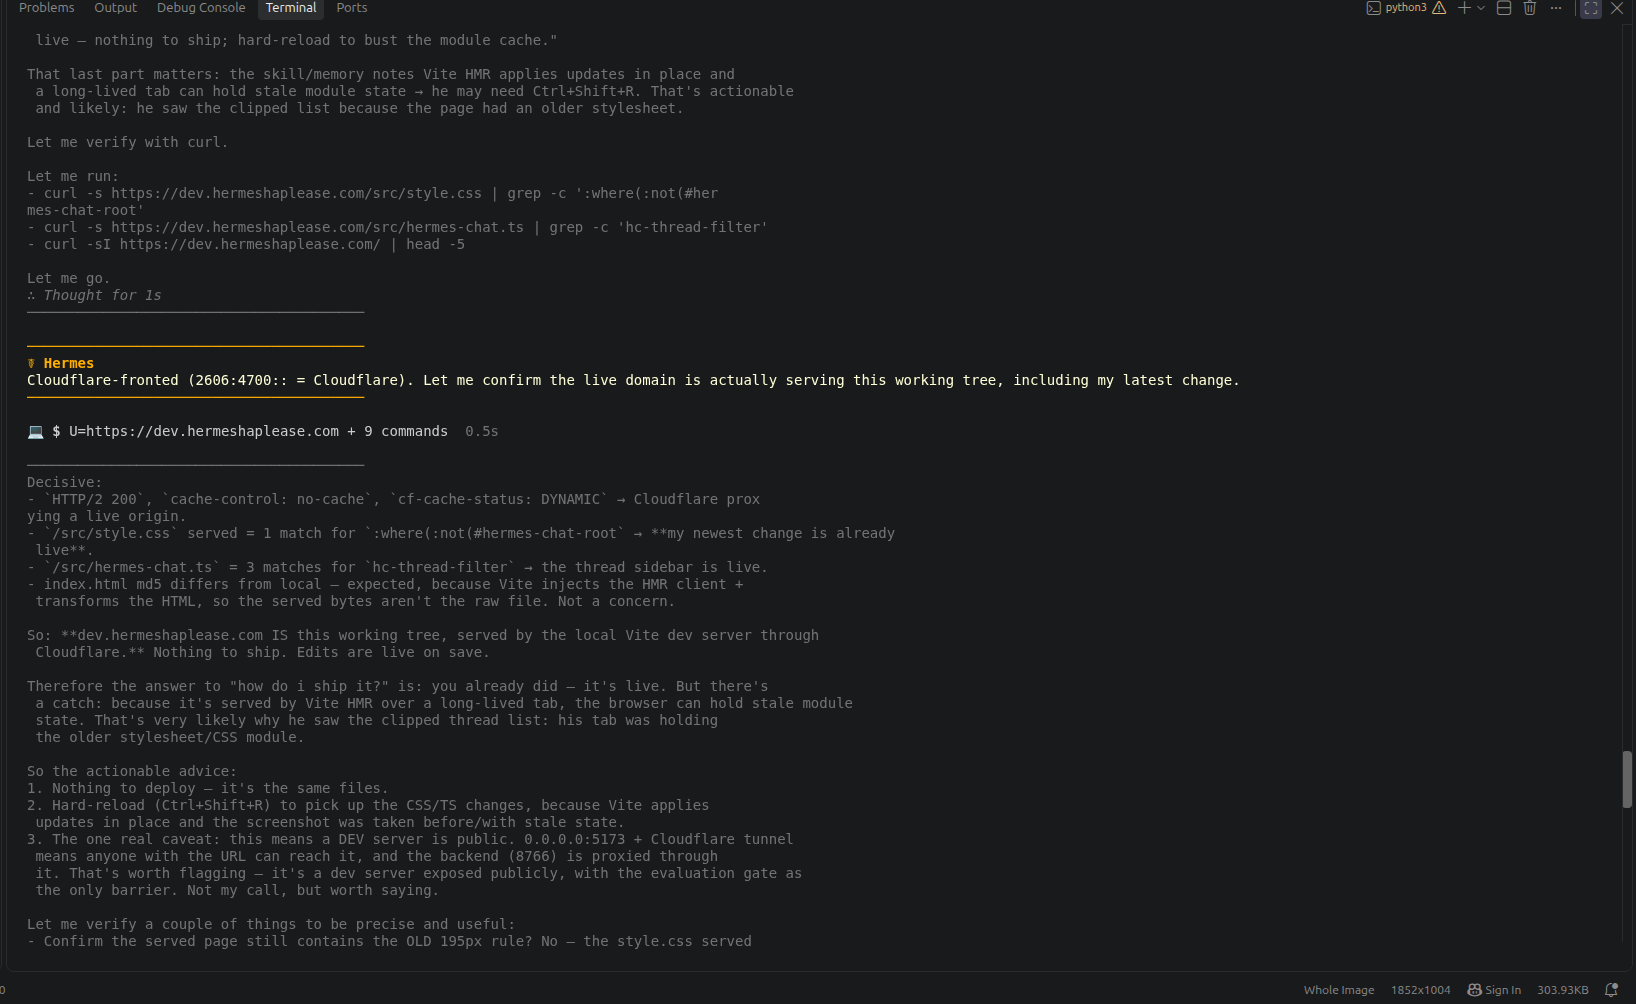 Problems Output Debug Console Terminal Ports python3
live — nothing to ship; hard-reload to bust the module cache."
That last part matters: the skill/memory notes Vite HMR applies updates in place and
a long-lived tab can hold stale module state → he may need Ctrl+Shift+R. That's actionable
and likely: he saw the clipped list because the page had an older stylesheet.
Let me verify with curl.
Let me run:
- curl -s https://dev.hermeshaplease.com/src/style.css | grep -c ':where(:not(#her
mes-chat-root'
- curl -s https://dev.hermeshaplease.com/src/hermes-chat.ts | grep -c 'hc-thread-filter'
- curl -sI https://dev.hermeshaplease.com/ | head -5
Let me go.
∴ Thought for 1s
Hermes
Cloudflare-fronted (2606:4700:: = Cloudflare). Let me confirm the live domain is actually serving this working tree, including my latest change.
$ U=https://dev.hermeshaplease.com + 9 commands 0.5s
Decisive:
- `HTTP/2 200`, `cache-control: no-cache`, `cf-cache-status: DYNAMIC` → Cloudflare prox
ying a live origin.
- `/src/style.css` served = 1 match for `:where(:not(#hermes-chat-root` → **my newest change is already
live**.
- `/src/hermes-chat.ts` = 3 matches for `hc-thread-filter` → the thread sidebar is live.
- index.html md5 differs from local — expected, because Vite injects the HMR client +
transforms the HTML, so the served bytes aren't the raw file. Not a concern.
So: **dev.hermeshaplease.com IS this working tree, served by the local Vite dev server through
Cloudflare.** Nothing to ship. Edits are live on save.
Therefore the answer to "how do i ship it?" is: you already did — it's live. But there's
a catch: because it's served by Vite HMR over a long-lived tab, the browser can hold stale module
state. That's very likely why he saw the clipped thread list: his tab was holding
the older stylesheet/CSS module.
So the actionable advice:
1. Nothing to deploy — it's the same files.
2. Hard-reload (Ctrl+Shift+R) to pick up the CSS/TS changes, because Vite applies
updates in place and the screenshot was taken before/with stale state.
3. The one real caveat: this means a DEV server is public. 0.0.0.0:5173 + Cloudflare tunnel
means anyone with the URL can reach it, and the backend (8766) is proxied through
it. That's worth flagging — it's a dev server exposed publicly, with the evaluation gate as
the only barrier. Not my call, but worth saying.
Let me verify a couple of things to be precise and useful:
- Confirm the served page still contains the OLD 195px rule? No — the style.css served
0 Whole Image 1852x1004 Sign In 303.93KB